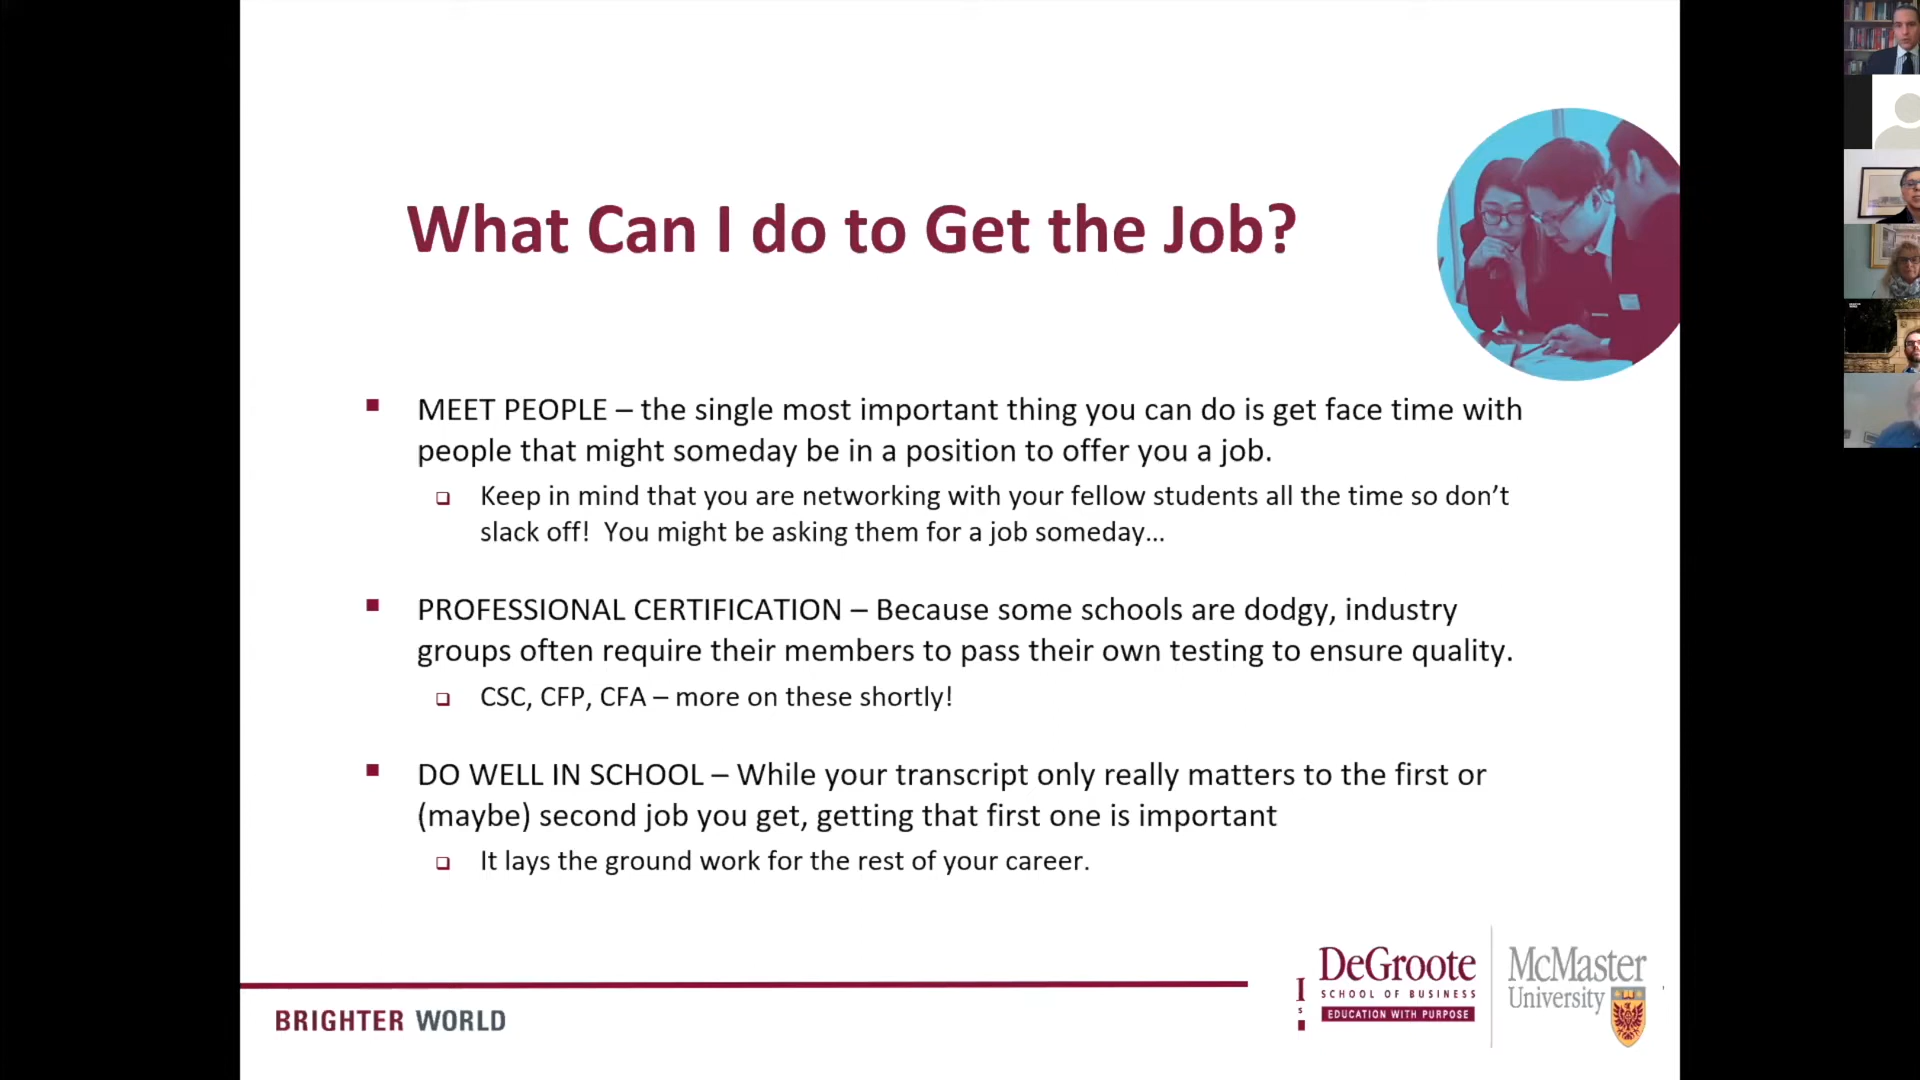 What Can I do to Get the Job?
▪ MEET PEOPLE – the single most important thing you can do is get face time with
people that might someday be in a position to offer you a job.
❑ Keep in mind that you are networking with your fellow students all the time so don’t
slack off!  You might be asking them for a job someday…
▪ PROFESSIONAL CERTIFICATION – Because some schools are dodgy, industry
groups often require their members to pass their own testing to ensure quality.
❑ CSC, CFP, CFA – more on these shortly!
▪ DO WELL IN SCHOOL – While your transcript only really matters to the first or
(maybe) second job you get, getting that first one is important
❑ It lays the ground work for the rest of your career.
BRIGHTER WORLD
DeGroote
SCHOOL OF BUSINESS
EDUCATION WITH PURPOSE
McMaster
University